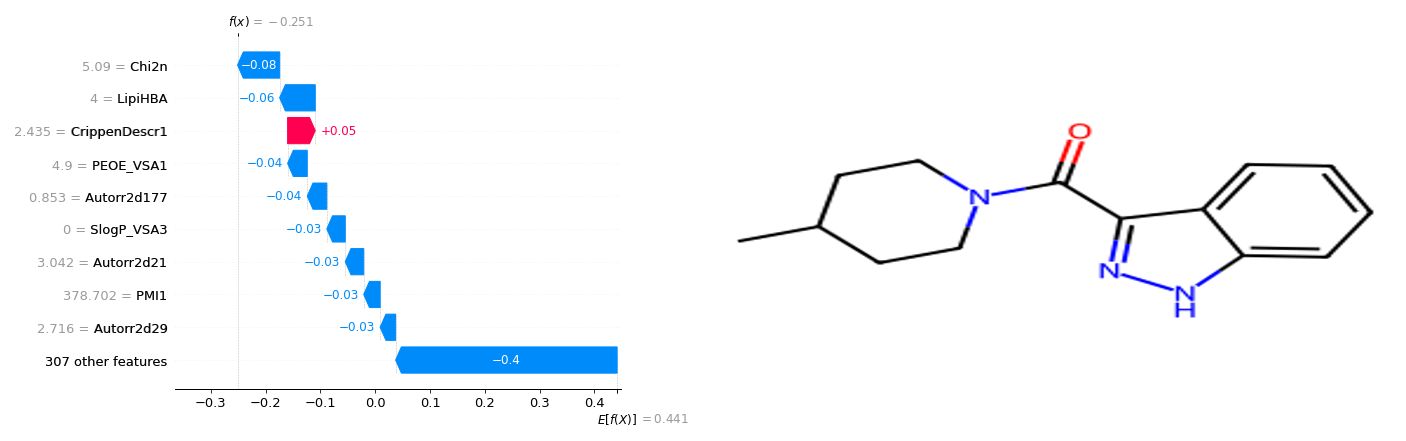 f(x) = −0.251
5.09 = Chi2n
−0.08
4 = LipiHBA
−0.06
2.435 = CrippenDescr1
+0.05
4.9 = PEOE_VSA1
−0.04
0.853 = Autorr2d177
−0.04
0 = SlogP_VSA3
−0.03
3.042 = Autorr2d21
−0.03
378.702 = PMI1
−0.03
2.716 = Autorr2d29
−0.03
307 other features
−0.4
−0.3 −0.2 −0.1 0.0 0.1 0.2 0.3 0.4
E[f(X)] = 0.441
O
N
N
N
H